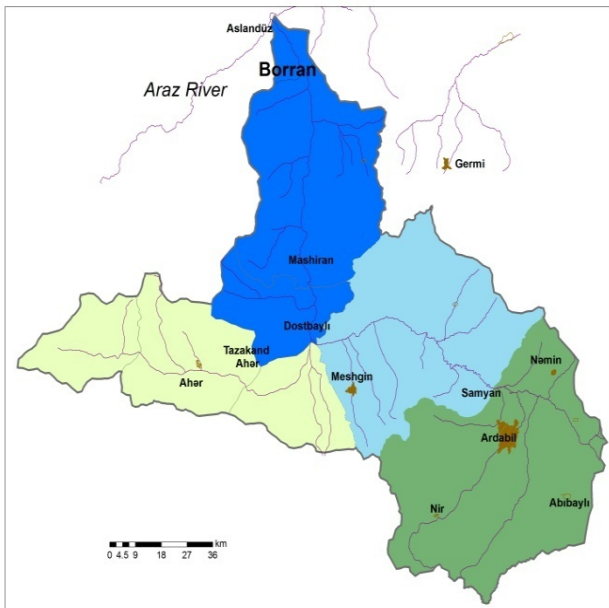 Aslandüz
Borran
Araz River
Germi
Mashiran
Dostbaylı
Tazakand
Ahər
Ahər
Meshgin
Nəmin
Samyan
Ardabil
Nir
Abıbaylı
km
0 4.5 9 18 27 36